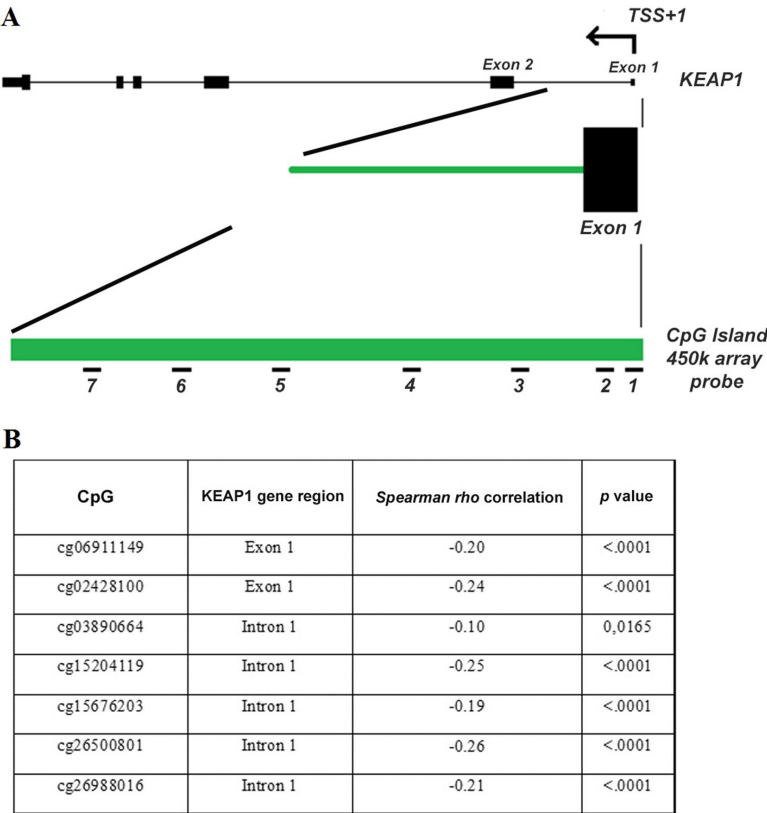 A
TSS+1
Exon 2
Exon 1
KEAP1
Exon 1
CpG Island
450k array
probe
7 6 5 4 3 2 1
B
CpG KEAP1 gene region Spearman rho correlation p value
cg06911149 Exon 1 -0.20 <.0001
cg02428100 Exon 1 -0.24 <.0001
cg03890664 Intron 1 -0.10 0,0165
cg15204119 Intron 1 -0.25 <.0001
cg15676203 Intron 1 -0.19 <.0001
cg26500801 Intron 1 -0.26 <.0001
cg26988016 Intron 1 -0.21 <.0001